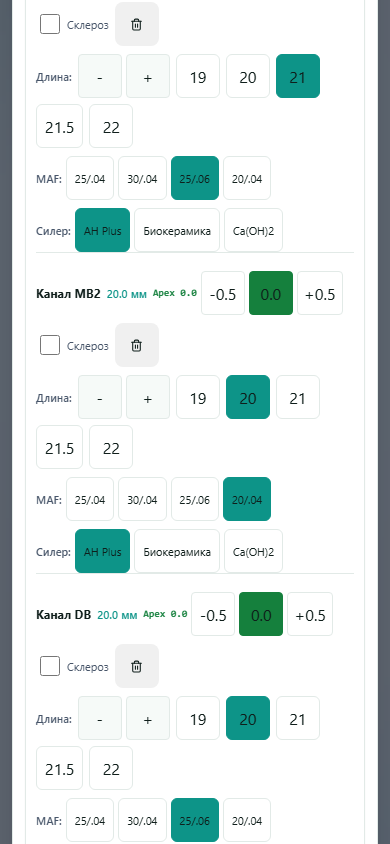 Склероз
Длина: - + 19 20 21
21.5 22
MAF: 25/.04 30/.04 25/.06 20/.04
Силер: AH Plus Биокерамика Ca(OH)2
Канал MB2 20.0 мм Apex 0.0 -0.5 0.0 +0.5
Склероз
Длина: - + 19 20 21
21.5 22
MAF: 25/.04 30/.04 25/.06 20/.04
Силер: AH Plus Биокерамика Ca(OH)2
Канал DB 20.0 мм Apex 0.0 -0.5 0.0 +0.5
Склероз
Длина: - + 19 20 21
21.5 22
MAF: 25/.04 30/.04 25/.06 20/.04